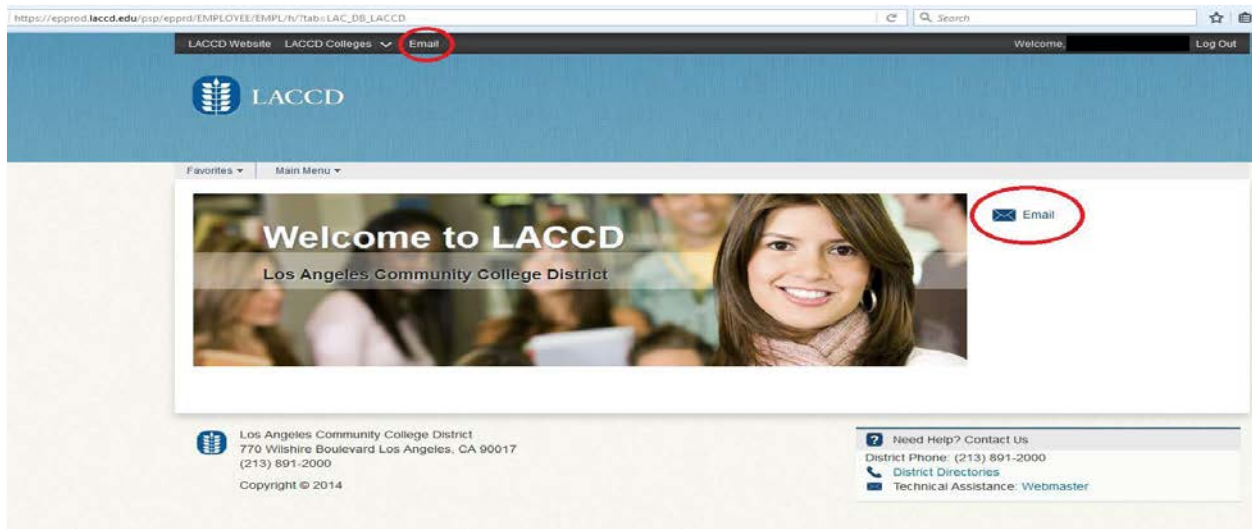 https://epprod.laccd.edu/psp/epprd/EMPLOYEE/EMPL/h/?tab=LAC_DB_LACCD
Search
LACCD Website LACCD Colleges Email Welcome, Log Out
LACCD
Favorites Main Menu
Welcome to LACCD
Los Angeles Community College District
Email
Los Angeles Community College District
770 Wilshire Boulevard Los Angeles, CA 90017
(213) 891-2000
Copyright © 2014
? Need Help? Contact Us
District Phone: (213) 891-2000
District Directories
Technical Assistance: Webmaster